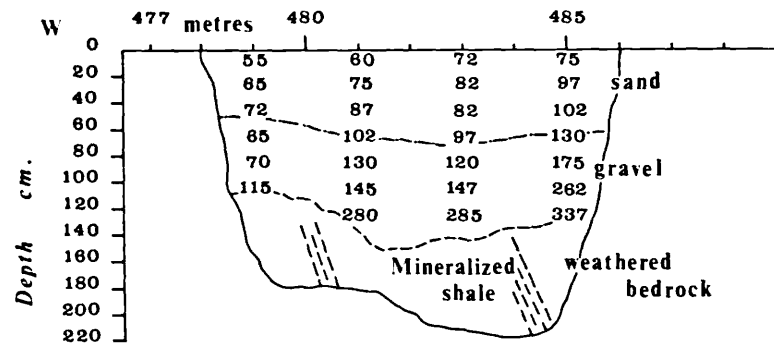 W 477 metres 480 485
0 55 60 72 75
20 65 75 82 97 sand
40 72 87 82 102
60 65 102 97 130
80 70 130 120 175 gravel
100 115 145 147 262
120 280 285 337
140
160 Mineralized weathered
180 shale bedrock
200
220
Depth cm.